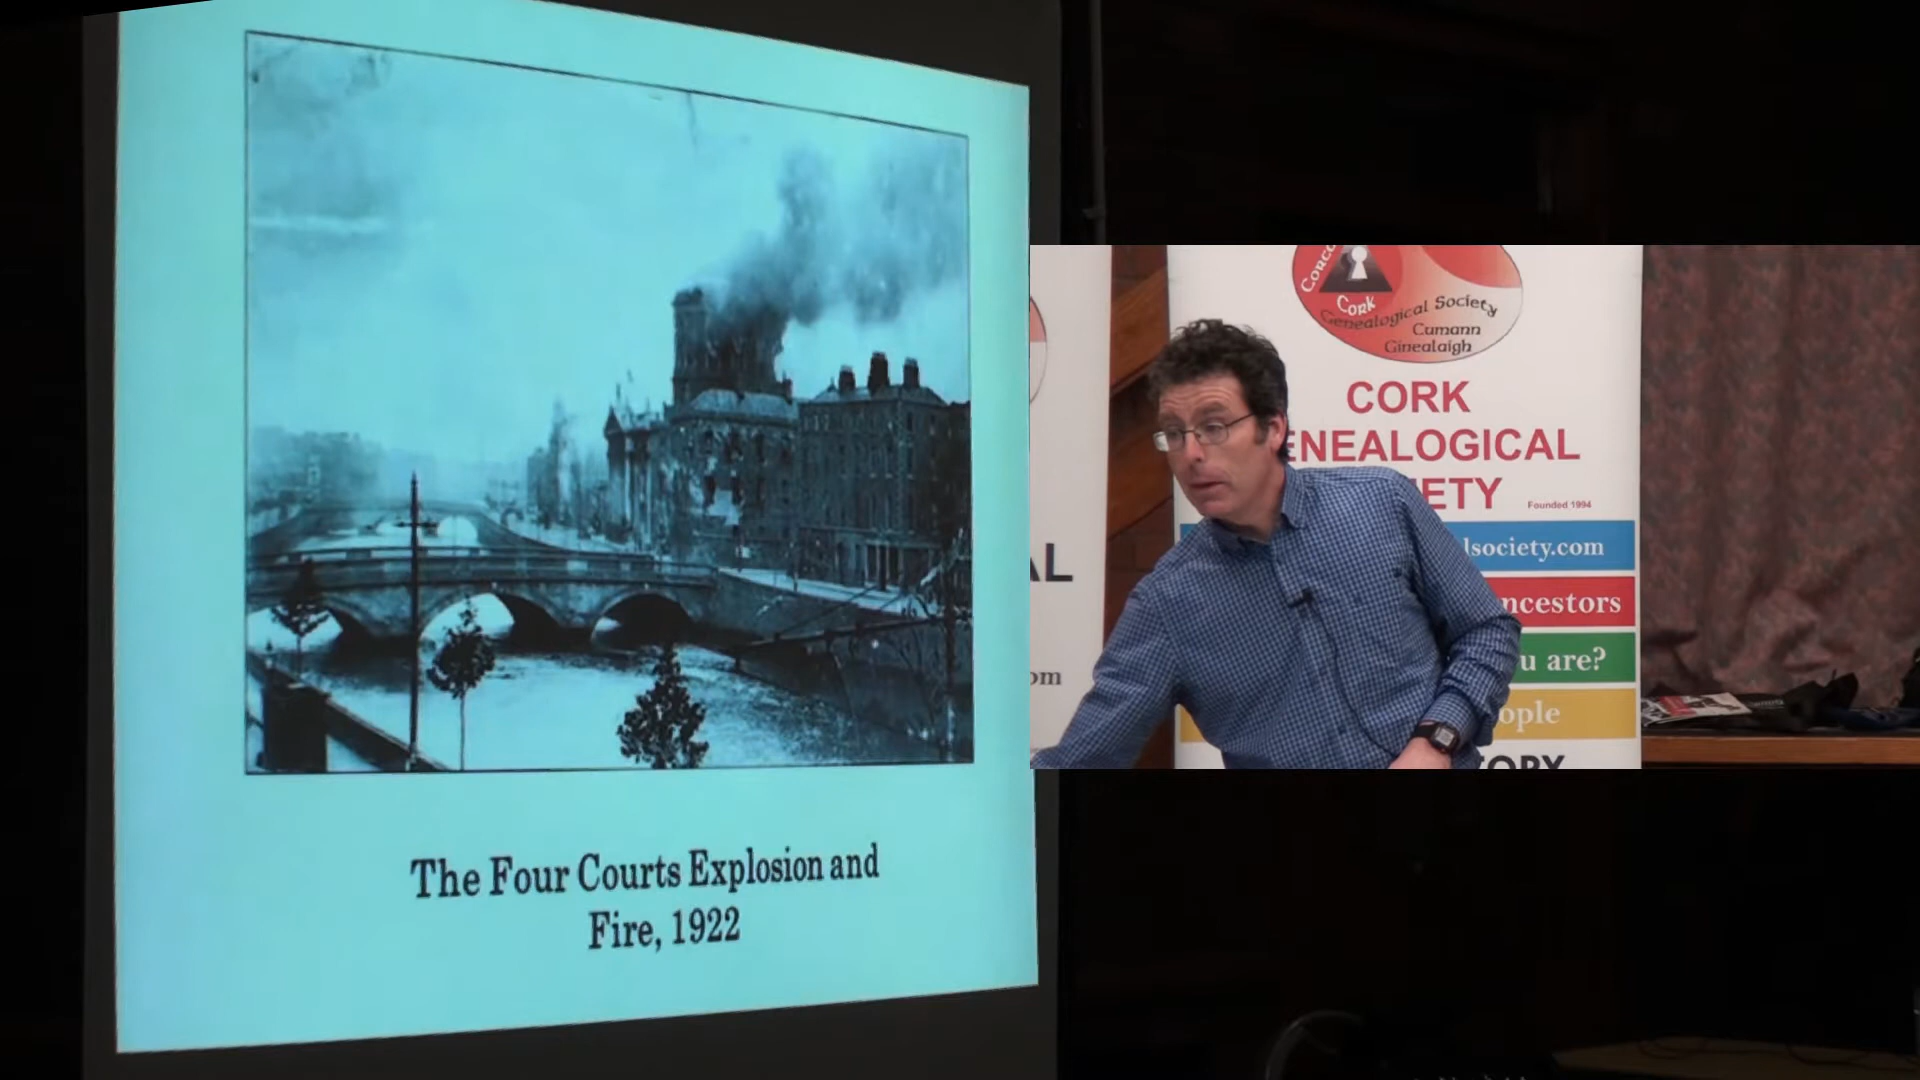 The Four Courts Explosion and
Fire, 1922
Cork
Genealogical Society
Cumann
Ginealaigh
CORK
ENEALOGICAL
ETY
Founded 1994
lsociety.com
ncestors
u are?
ople
AL
om